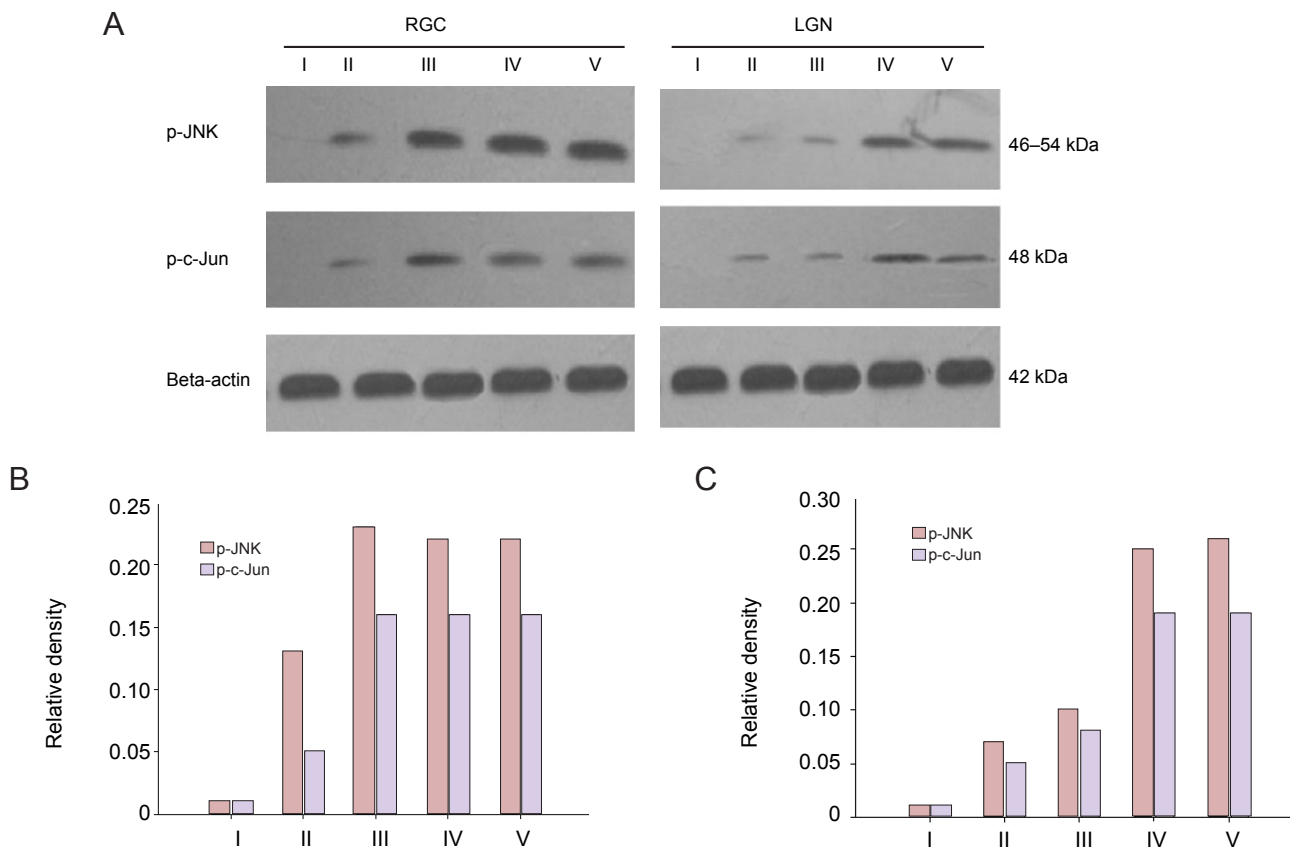 A
RGC LGN
I II III IV V I II III IV V
p-JNK 46–54 kDa
p-c-Jun 48 kDa
Beta-actin 42 kDa
B
Relative density
0.25
0.20
0.15
0.10
0.05
0
p-JNK
p-c-Jun
I II III IV V
C
Relative density
0.30
0.25
0.20
0.15
0.10
0.05
0
p-JNK
p-c-Jun
I II III IV V